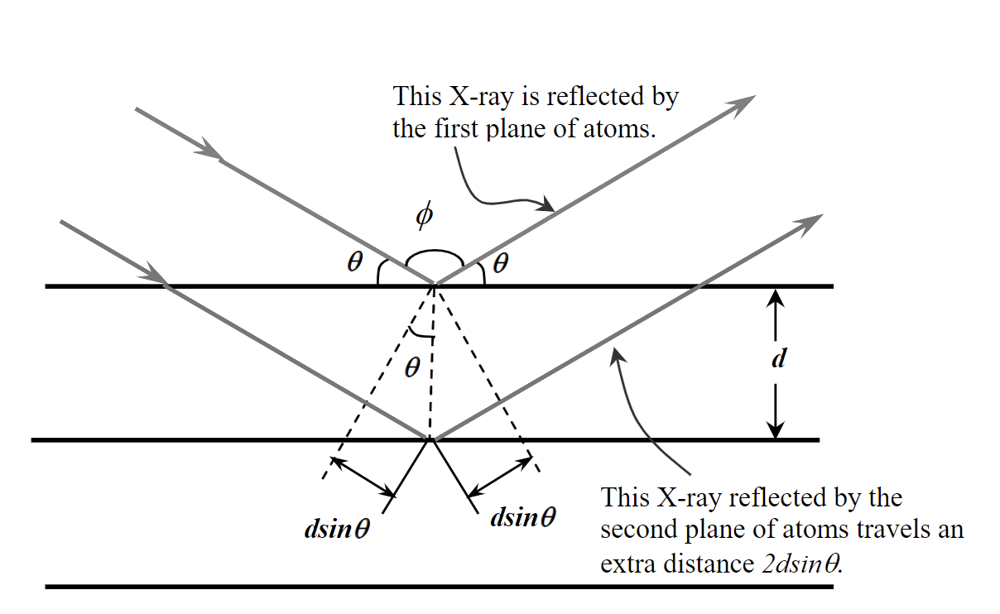 This X-ray is reflected by
the first plane of atoms.
ϕ
θ
θ
d
θ
dsinθ
dsinθ
This X-ray reflected by the
second plane of atoms travels an
extra distance 2dsinθ.